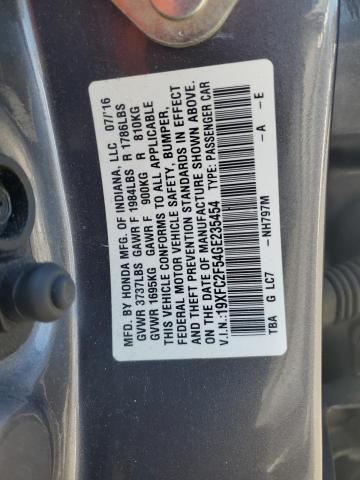 MFD. BY HONDA MFG. OF INDIANA, LLC 07/16
GVWR 3737LBS GAWR F 1984LBS R 1786LBS
GVWR 1695KG GAWR F 900KG R 810KG
THIS VEHICLE CONFORMS TO ALL APPLICABLE
FEDERAL MOTOR VEHICLE SAFETY, BUMPER,
AND THEFT PREVENTION STANDARDS IN EFFECT
ON THE DATE OF MANUFACTURE SHOWN ABOVE.
V.I.N.:19XFC2F54GE235454 TYPE: PASSENGER CAR
-NH797M -A -E
TBA G LC7